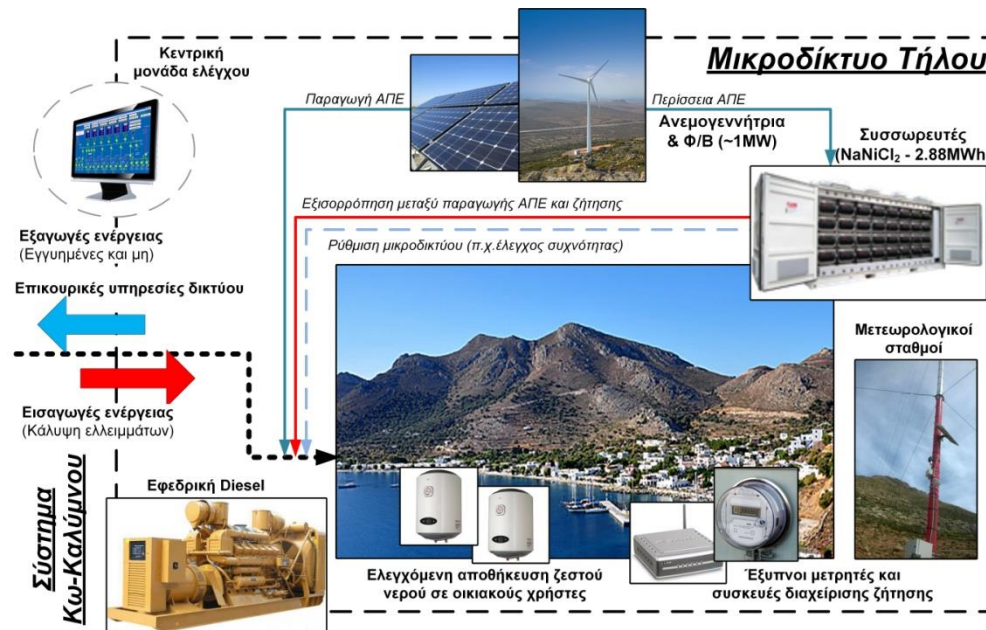 Κεντρική
μονάδα ελέγχου
Μικροδίκτυο Τήλου
Παραγωγή ΑΠΕ
Περίσσεια ΑΠΕ
Ανεμογεννήτρια
& Φ/Β (~1MW)
Συσσωρευτές
(NaNiCl₂ - 2.88MWh
Εξισορρόπηση μεταξύ παραγωγής ΑΠΕ και ζήτησης
Ρύθμιση μικροδικτύου (π.χ.έλεγχος συχνότητας)
Εξαγωγές ενέργειας
(Εγγυημένες και μη)
Επικουρικές υπηρεσίες δικτύου
Μετεωρολογικοί
σταθμοί
Εισαγωγές ενέργειας
(Κάλυψη ελλειμμάτων)
Σύστημα
Κω-Καλύμνου
Εφεδρική Diesel
Ελεγχόμενη αποθήκευση ζεστού
νερού σε οικιακούς χρήστες
Έξυπνοι μετρητές και
συσκευές διαχείρισης ζήτησης